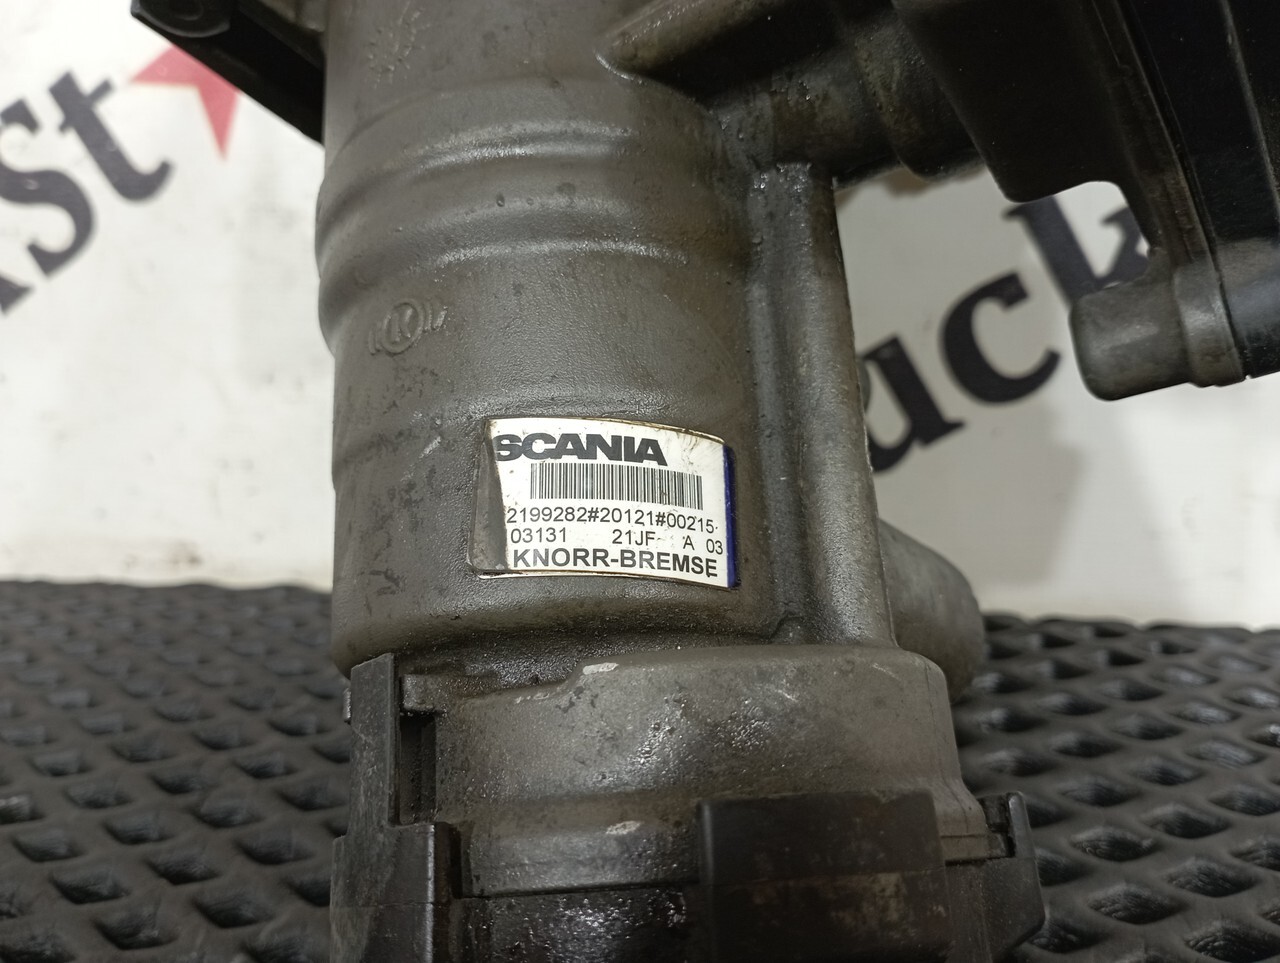 SCANIA
2199282#20121#00215
03131 21JF A 03
KNORR-BREMSE